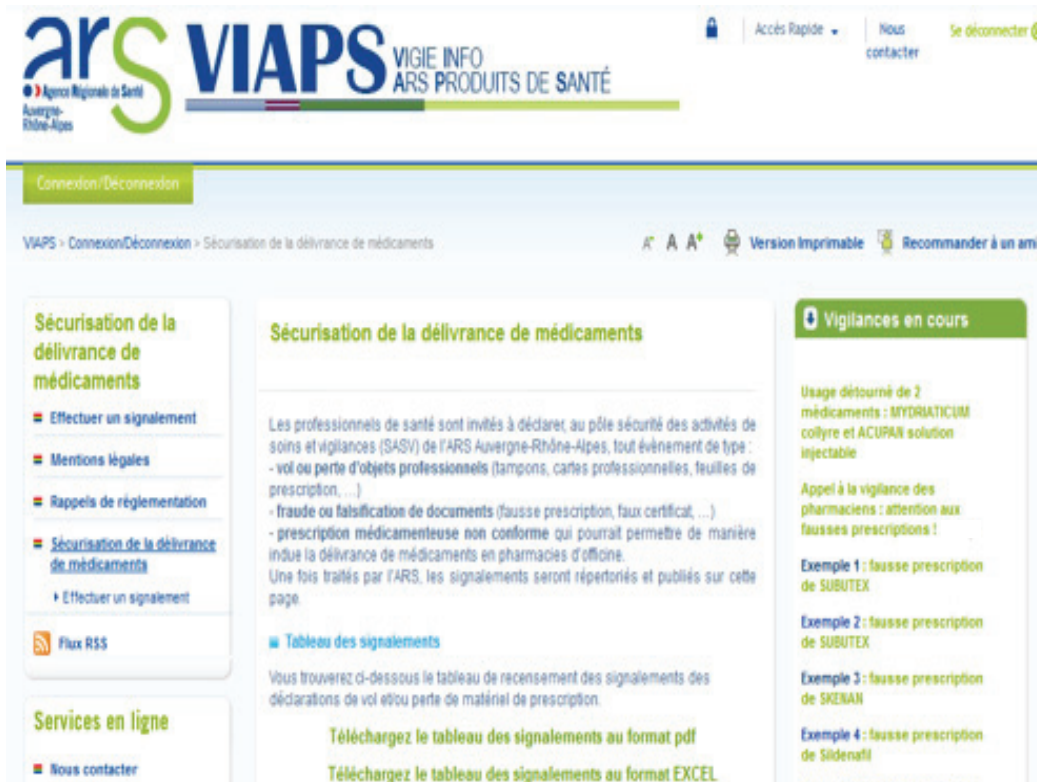 ars
Agence Régionale de Santé
Auvergne-
Rhône-Alpes
VIAPS
VIGIE INFO
ARS PRODUITS DE SANTÉ
Accès Rapide
Nous
contacter
Se déconnecter
Connexion/Déconnexion
VIAPS > Connexion/Déconnexion > Sécurisation de la délivrance de médicaments
A- A A+ Version Imprimable Recommander à un ami
Sécurisation de la
délivrance de
médicaments
Effectuer un signalement
Mentions légales
Rappels de réglementation
Sécurisation de la délivrance
de médicaments
Effectuer un signalement
Flux RSS
Services en ligne
Nous contacter
Sécurisation de la délivrance de médicaments
Les professionnels de santé sont invités à déclarer, au pôle sécurité des activités de
soins et vigilances (SASV) de l'ARS Auvergne-Rhône-Alpes, tout évènement de type :
- vol ou perte d'objets professionnels (tampons, cartes professionnelles, feuilles de
prescription, ...)
- fraude ou falsification de documents (fausse prescription, faux certificat, ...)
- prescription médicamenteuse non conforme qui pourrait permettre de manière
indue la délivrance de médicaments en pharmacies d'officine.
Une fois traités par l'ARS, les signalements seront répertoriés et publiés sur cette
page.
Tableau des signalements
Vous trouverez ci-dessous le tableau de recensement des signalements des
déclarations de vol et/ou perte de matériel de prescription.
Téléchargez le tableau des signalements au format pdf
Téléchargez le tableau des signalements au format EXCEL
Vigilances en cours
Usage détourné de 2
médicaments : MYDRIATICUM
collyre et ACUPAN solution
injectable
Appel à la vigilance des
pharmaciens : attention aux
fausses prescriptions !
Exemple 1 : fausse prescription
de SUBUTEX
Exemple 2 : fausse prescription
de SUBUTEX
Exemple 3 : fausse prescription
de SKENAN
Exemple 4 : fausse prescription
de Sildenafil